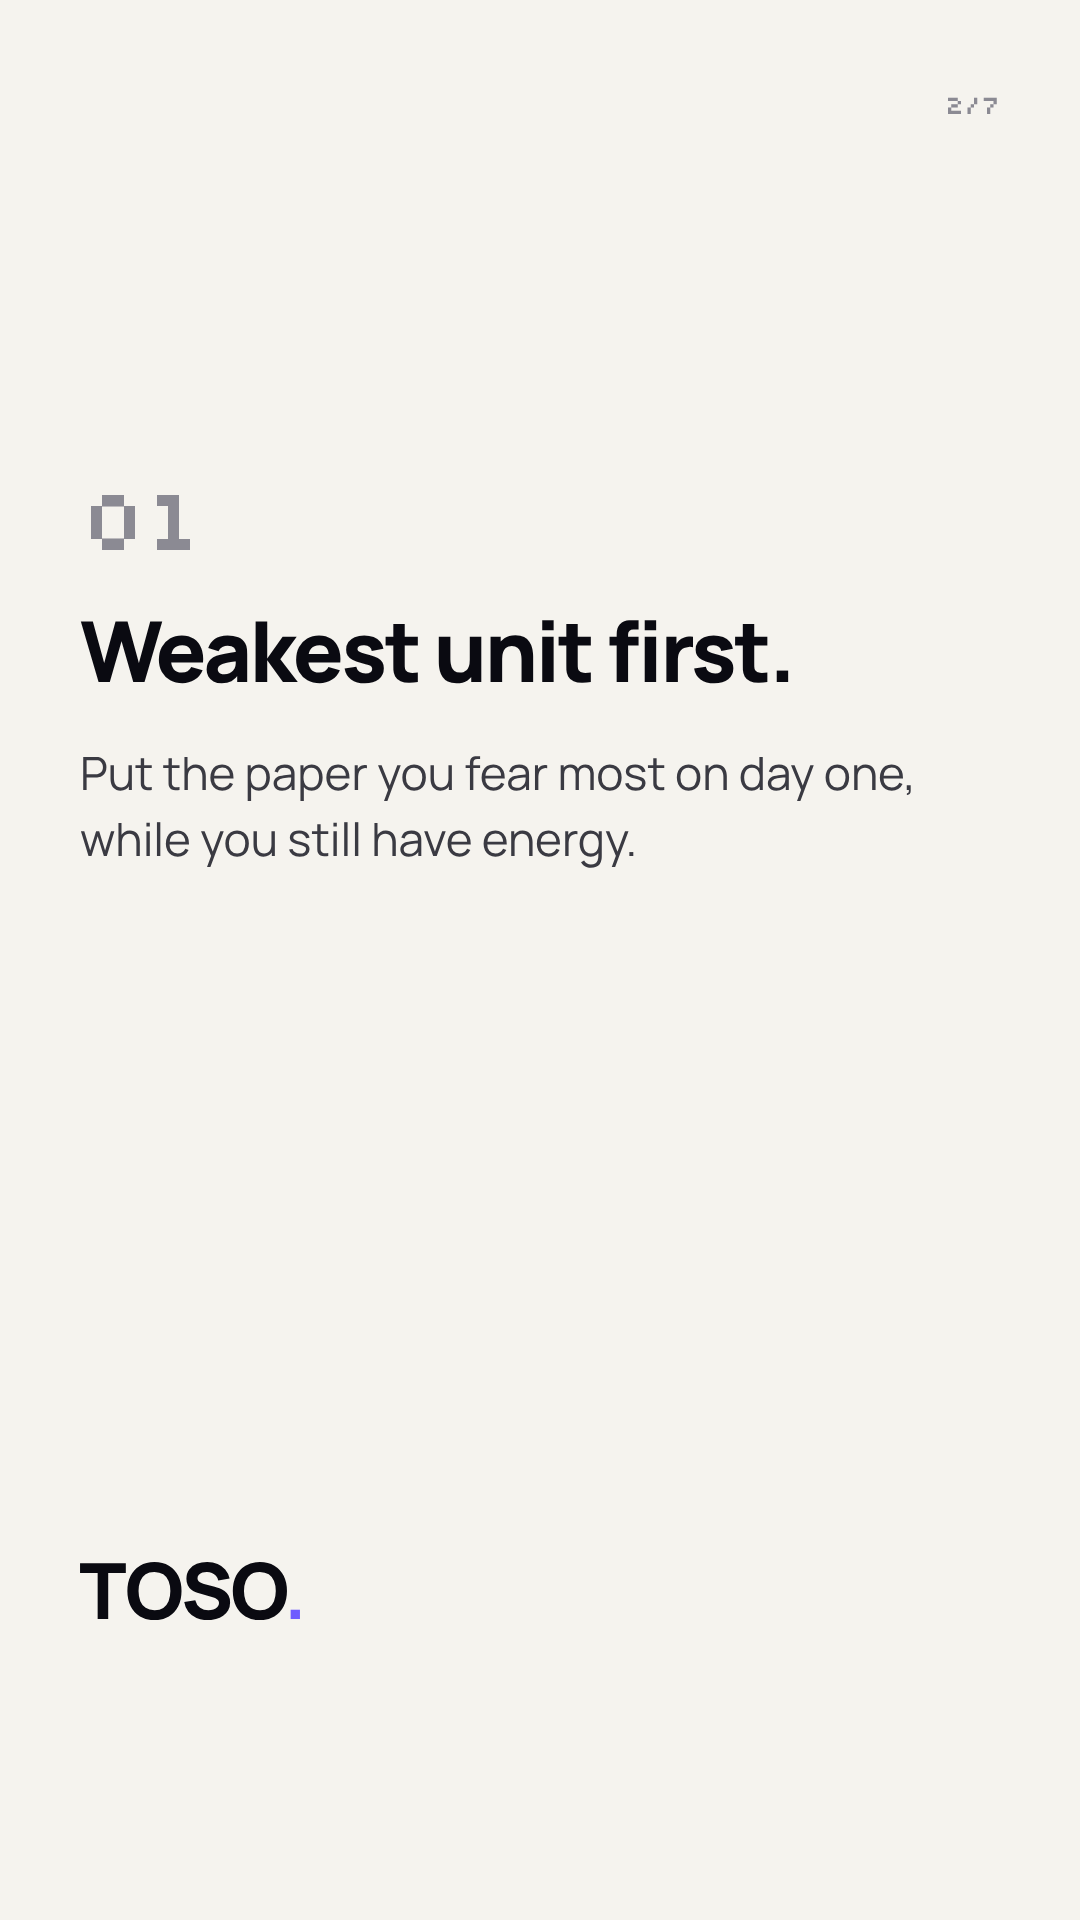 2/7
01
Weakest unit first.
Put the paper you fear most on day one,
while you still have energy.
TOSO.